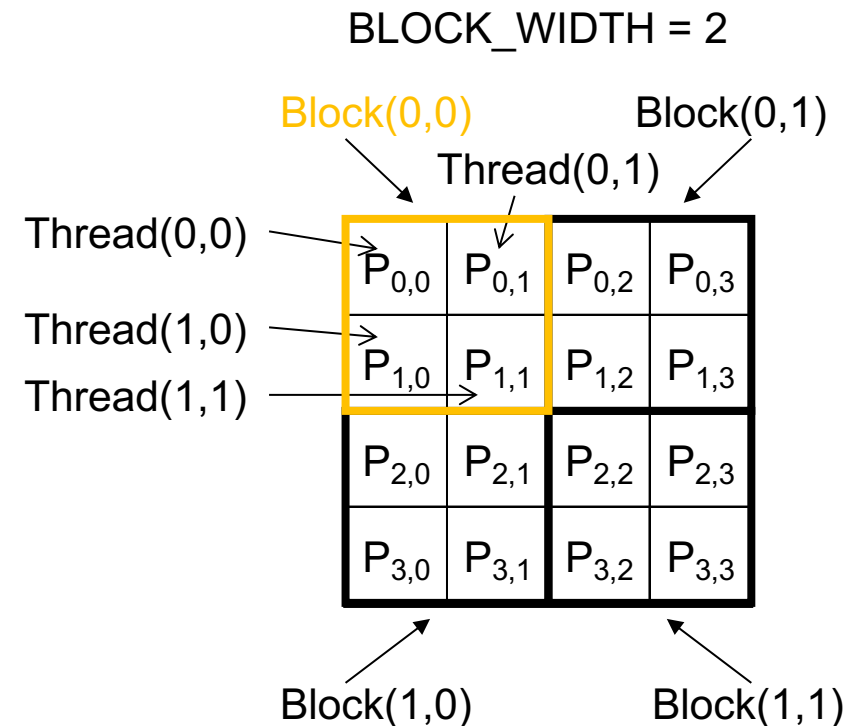 BLOCK_WIDTH = 2
Block(0,0)
Block(0,1)
Thread(0,1)
Thread(0,0)
P0,0 P0,1 P0,2 P0,3
Thread(1,0)
P1,0 P1,1 P1,2 P1,3
Thread(1,1)
P2,0 P2,1 P2,2 P2,3
P3,0 P3,1 P3,2 P3,3
Block(1,0)
Block(1,1)